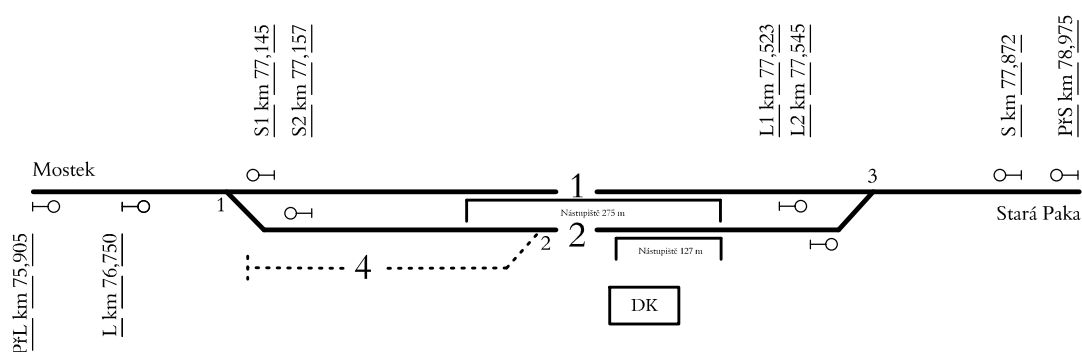 S1 km 77,145
S2 km 77,157
L1 km 77,523
L2 km 77,545
S km 77,872
PřS km 78,975
Mostek
1
3
1
Nástupiště 275 m
Stará Paka
2
2
Nástupiště 127 m
4
DK
PřL km 75,905
L km 76,750